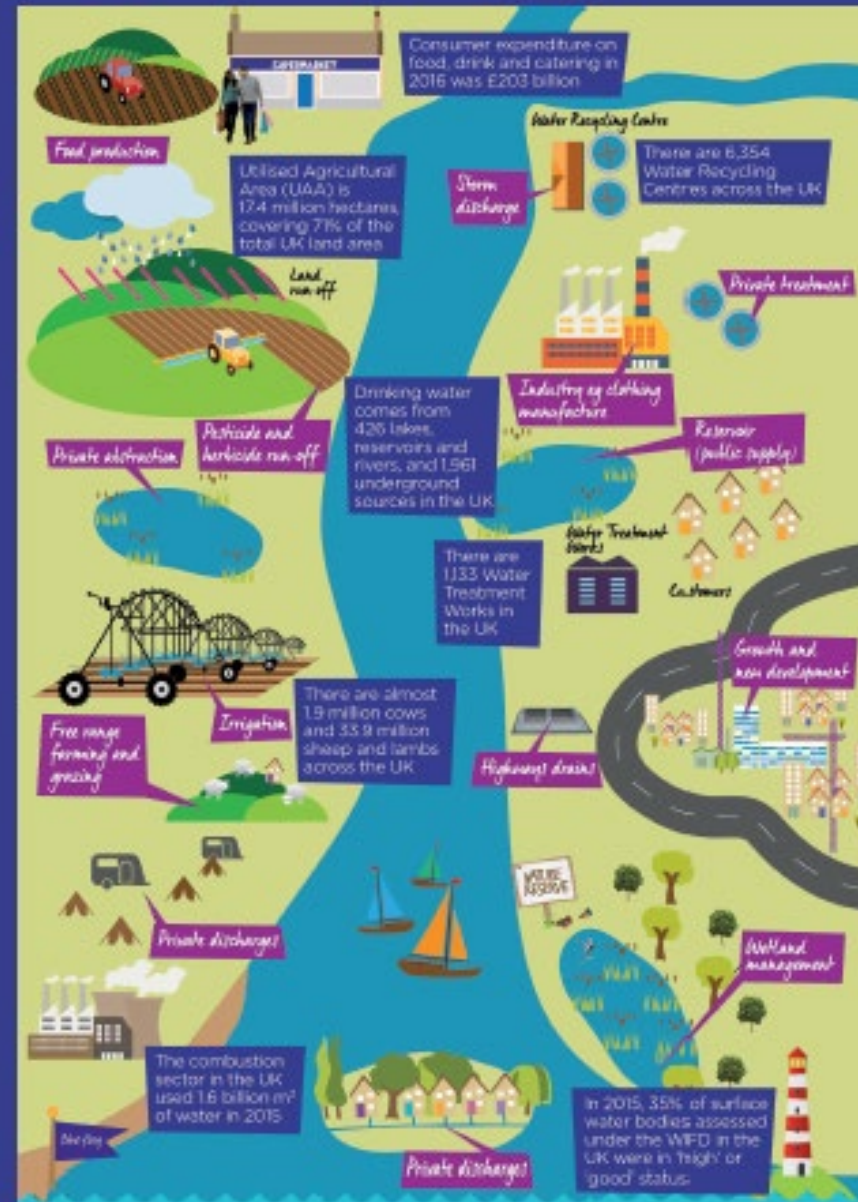 SUPERMARKET
Consumer expenditure on
food, drink and catering in
2016 was £203 billion
Food production
Water Recycling Centre
Utilised Agricultural
Area (UAA) is
17.4 million hectares,
covering 71% of the
total UK land area
Storm
discharge
There are 6,354
Water Recycling
Centres across the UK
Land
run-off
Private treatment
Drinking water
comes from
426 lakes,
reservoirs and
rivers, and 1,961
underground
sources in the UK
Industry eg clothing
manufacture
Pesticide and
herbicide run-off
Private abstraction
Reservoir
(public supply)
Water Treatment
Works
There are
1,133 Water
Treatment
Works in
the UK
Customers
Growth and
new development
There are almost
1.9 million cows
and 33.9 million
sheep and lambs
across the UK
Irrigation
Free range
farming and
grazing
Highways drains
NATURE
RESERVE
Private discharges
Wetland
management
The combustion
sector in the UK
used 1.6 billion m³
of water in 2015
In 2015, 35% of surface
water bodies assessed
under the WFD in the
UK were in 'high' or
'good' status.
Blue flag
Private discharges